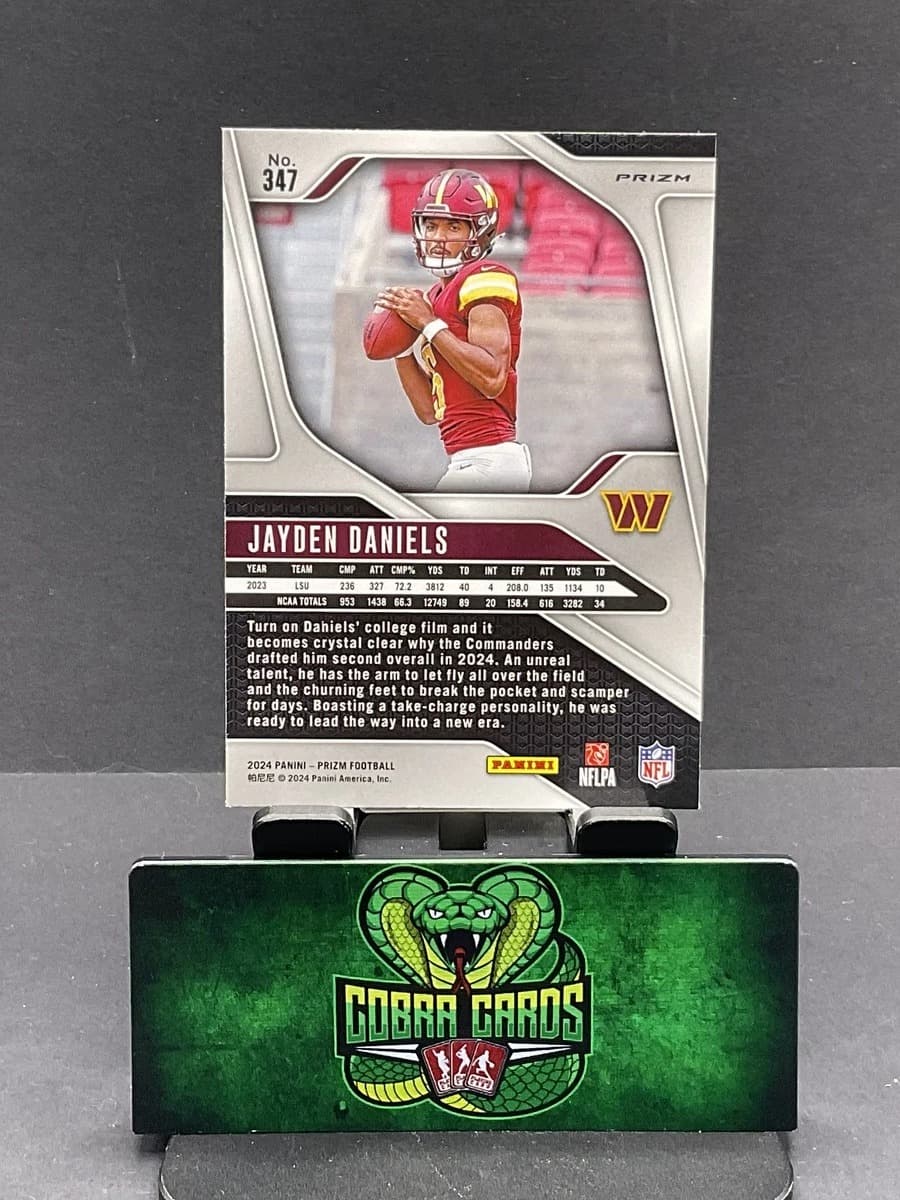 No.
347
PRIZM
5
W
JAYDEN DANIELS
YEAR TEAM CMP ATT CMP% YDS TD INT EFF ATT YDS TD
2023 LSU 236 327 72.2 3812 40 4 208.0 135 1134 10
NCAA TOTALS 953 1438 66.3 12749 89 20 158.4 616 3282 34
Turn on Daniels' college film and it
becomes crystal clear why the Commanders
drafted him second overall in 2024. An unreal
talent, he has the arm to let fly all over the field
and the churning feet to break the pocket and scamper
for days. Boasting a take-charge personality, he was
ready to lead the way into a new era.
2024 PANINI – PRIZM FOOTBALL
帕尼尼 © 2024 Panini America, Inc.
PANINI
NFLPA
NFL
COBRA CARDS